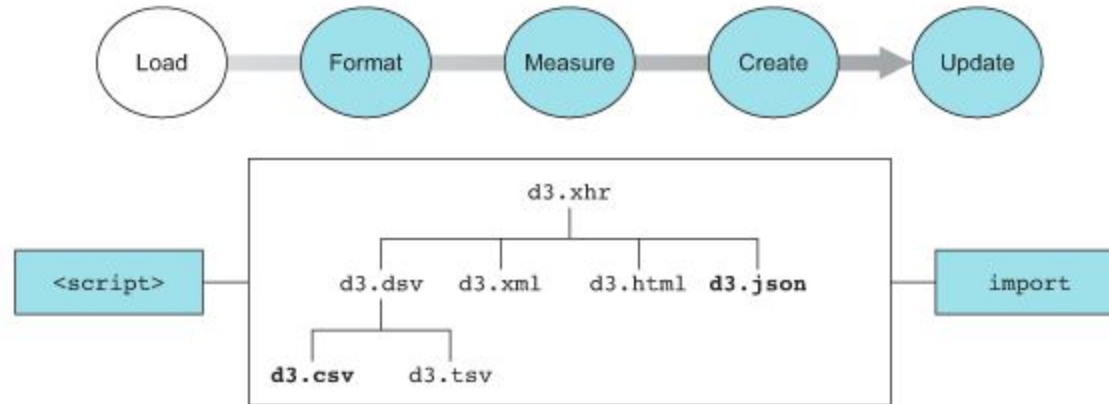 Load Format Measure Create Update
d3.xhr
<script> d3.dsv d3.xml d3.html d3.json import
d3.csv d3.tsv